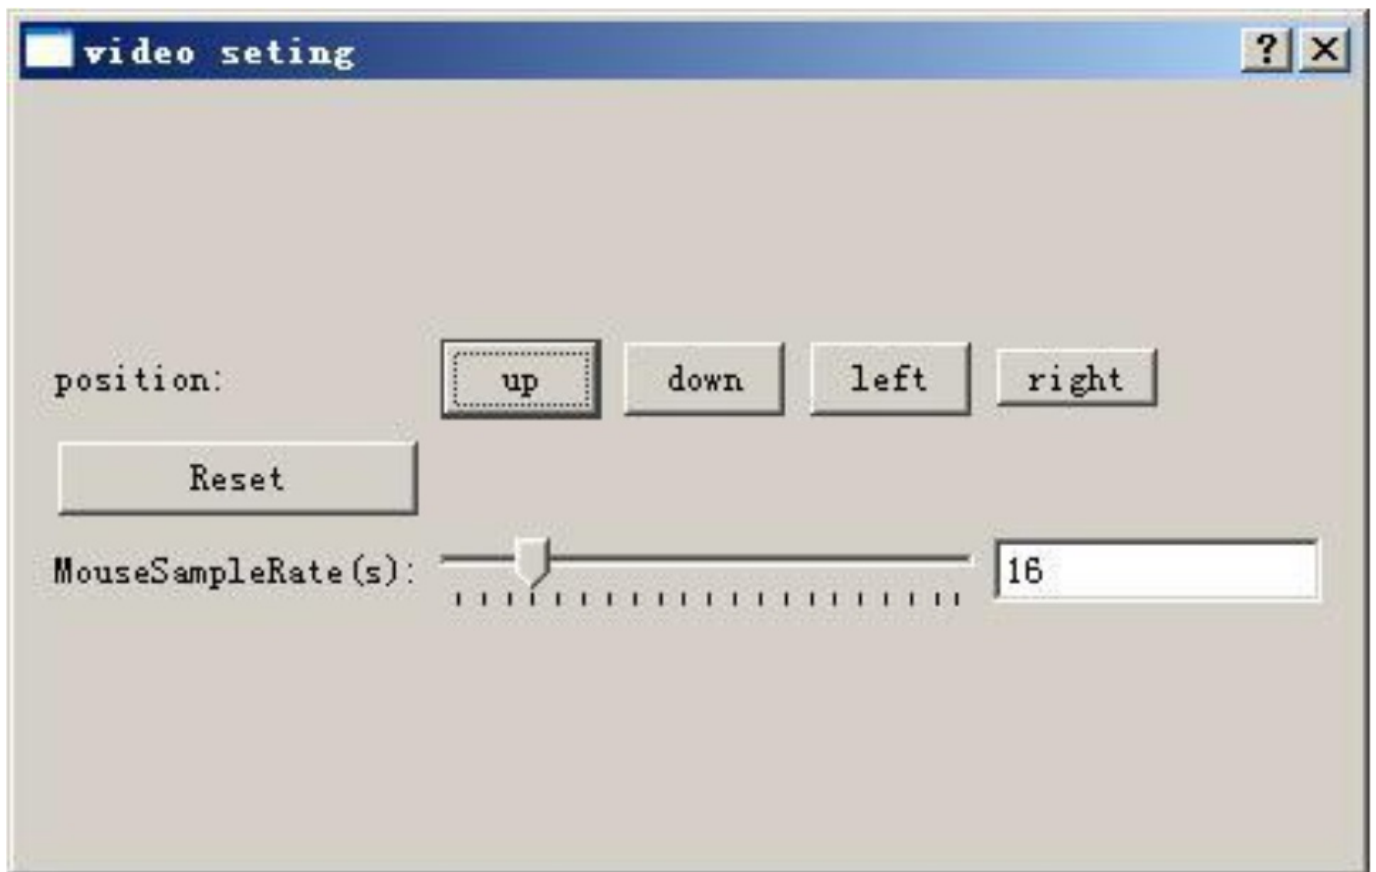 video seting
position: up down left right
Reset
MouseSampleRate(s): 16